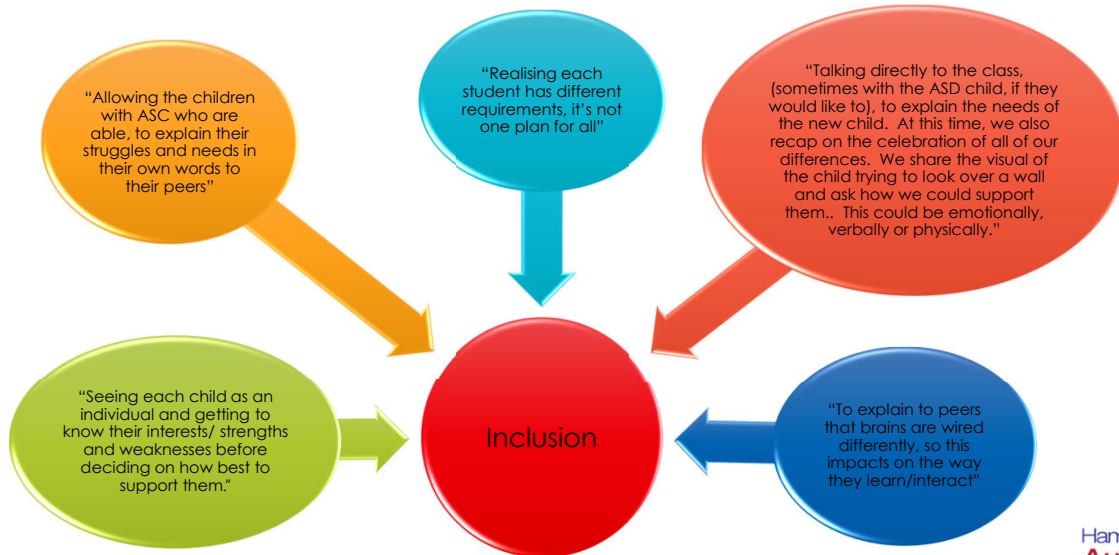 “Allowing the children
with ASC who are
able, to explain their
struggles and needs in
their own words to
their peers”
“Realising each
student has different
requirements, it’s not
one plan for all”
“Talking directly to the class,
(sometimes with the ASD child, if they
would like to), to explain the needs of
the new child.  At this time, we also
recap on the celebration of all of our
differences.  We share the visual of
the child trying to look over a wall
and ask how we could support
them..  This could be emotionally,
verbally or physically.”
“Seeing each child as an
individual and getting to
know their interests/ strengths
and weaknesses before
deciding on how best to
support them.”
Inclusion
“To explain to peers
that brains are wired
differently, so this
impacts on the way
they learn/interact”